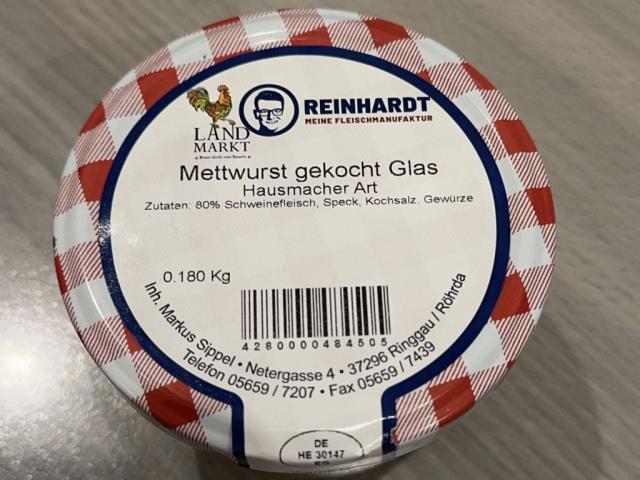 LAND
MARKT
REINHARDT
MEINE FLEISCHMANUFAKTUR
Mettwurst gekocht Glas
Hausmacher Art
Zutaten: 80% Schweinefleisch, Speck, Kochsalz, Gewürze
0.180 Kg
4280000484505
Inh. Markus Sippel • Netergasse 4 • 37296 Ringgau / Röhrda
Telefon 05659 / 7207 • Fax 05659 / 7439
DE
HE 30147
EG